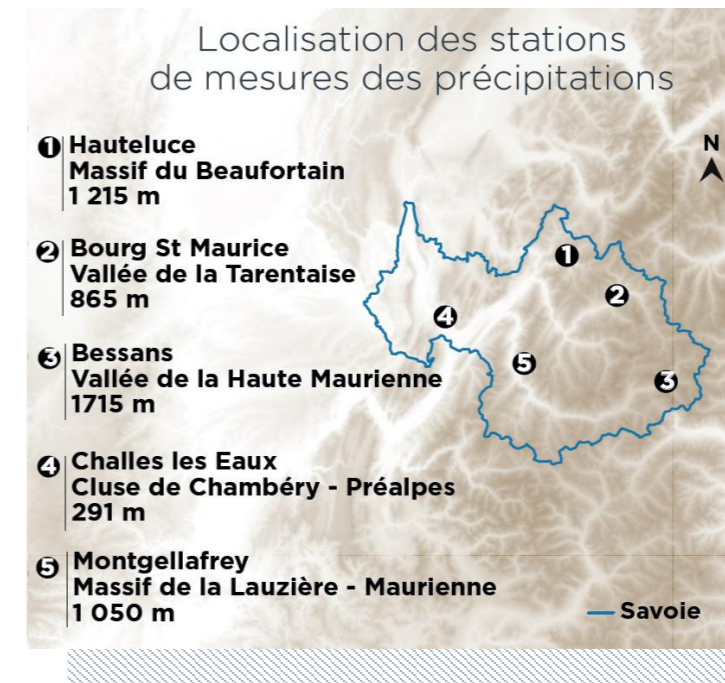 Localisation des stations
de mesures des précipitations
N
1 Hauteluce
Massif du Beaufortain
1 215 m
2 Bourg St Maurice
Vallée de la Tarentaise
865 m
3 Bessans
Vallée de la Haute Maurienne
1715 m
4 Challes les Eaux
Cluse de Chambéry - Préalpes
291 m
5 Montgellafrey
Massif de la Lauzière - Maurienne
1 050 m
1
2
4
5
3
Savoie